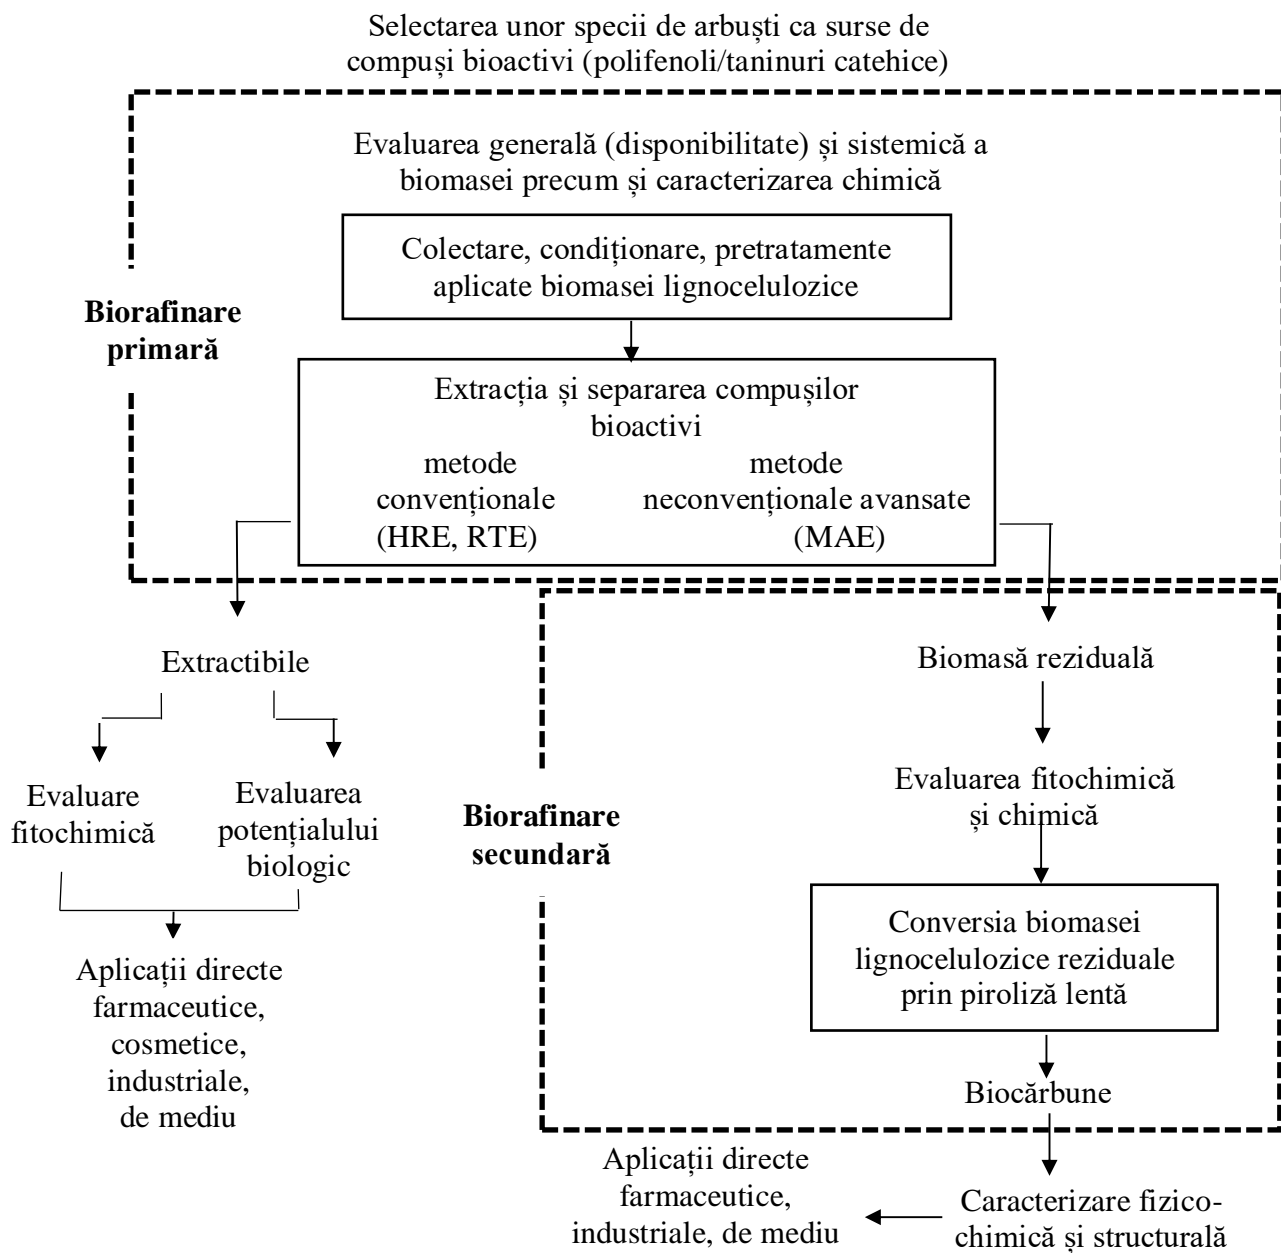 Selectarea unor specii de arbuști ca surse de
compuși bioactivi (polifenoli/taninuri catehice)
Evaluarea generală (disponibilitate) și sistemică a
biomasei precum și caracterizarea chimică
Colectare, condiționare, pretratamente
aplicate biomasei lignocelulozice
Biorafinare
primară
Extracția și separarea compușilor
bioactivi
metode
convenționale
(HRE, RTE)
metode
neconvenționale avansate
(MAE)
Extractibile
Evaluare
fitochimică
Evaluarea
potențialului
biologic
Aplicații directe
farmaceutice,
cosmetice,
industriale,
de mediu
Biorafinare
secundară
Biomasă reziduală
Evaluarea fitochimică
și chimică
Conversia biomasei
lignocelulozice reziduale
prin piroliză lentă
Biocărbune
Caracterizare fizico-
chimică și structurală
Aplicații directe
farmaceutice,
industriale, de mediu